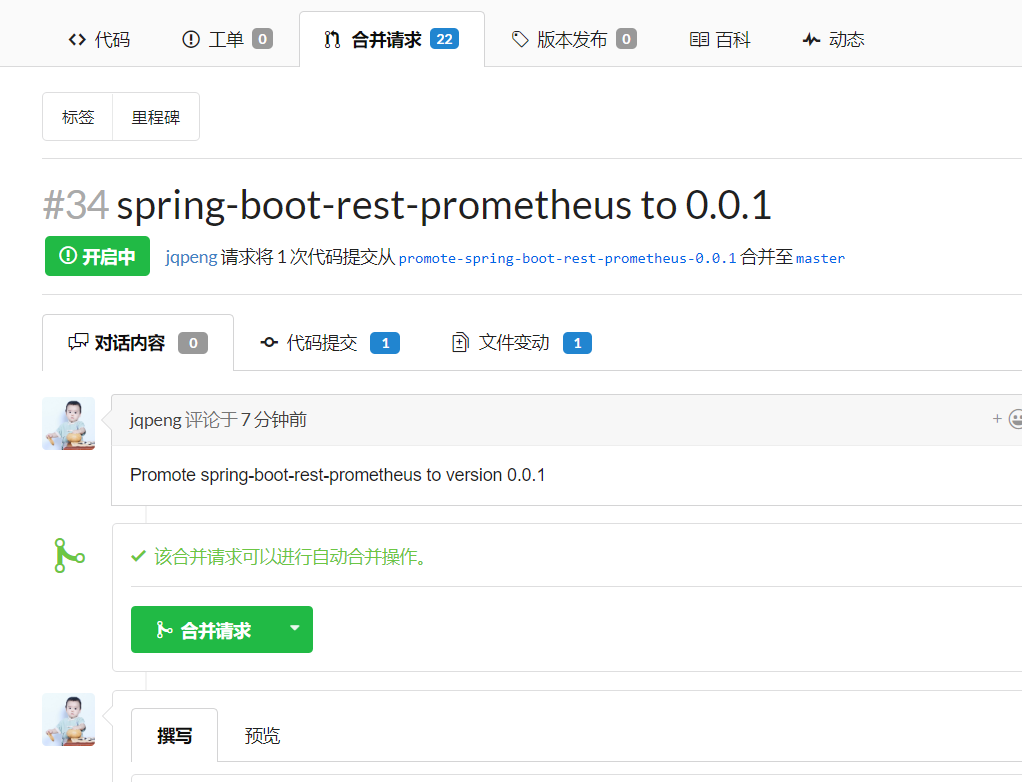 代码 工单 0 合并请求 22 版本发布 0 百科 动态
标签 里程碑
#34 spring-boot-rest-prometheus to 0.0.1
开启中 jqpeng 请求将 1 次代码提交从 promote-spring-boot-rest-prometheus-0.0.1 合并至 master
对话内容 0 代码提交 1 文件变动 1
jqpeng 评论于 7 分钟前 +
Promote spring-boot-rest-prometheus to version 0.0.1
该合并请求可以进行自动合并操作。
合并请求
撰写 预览